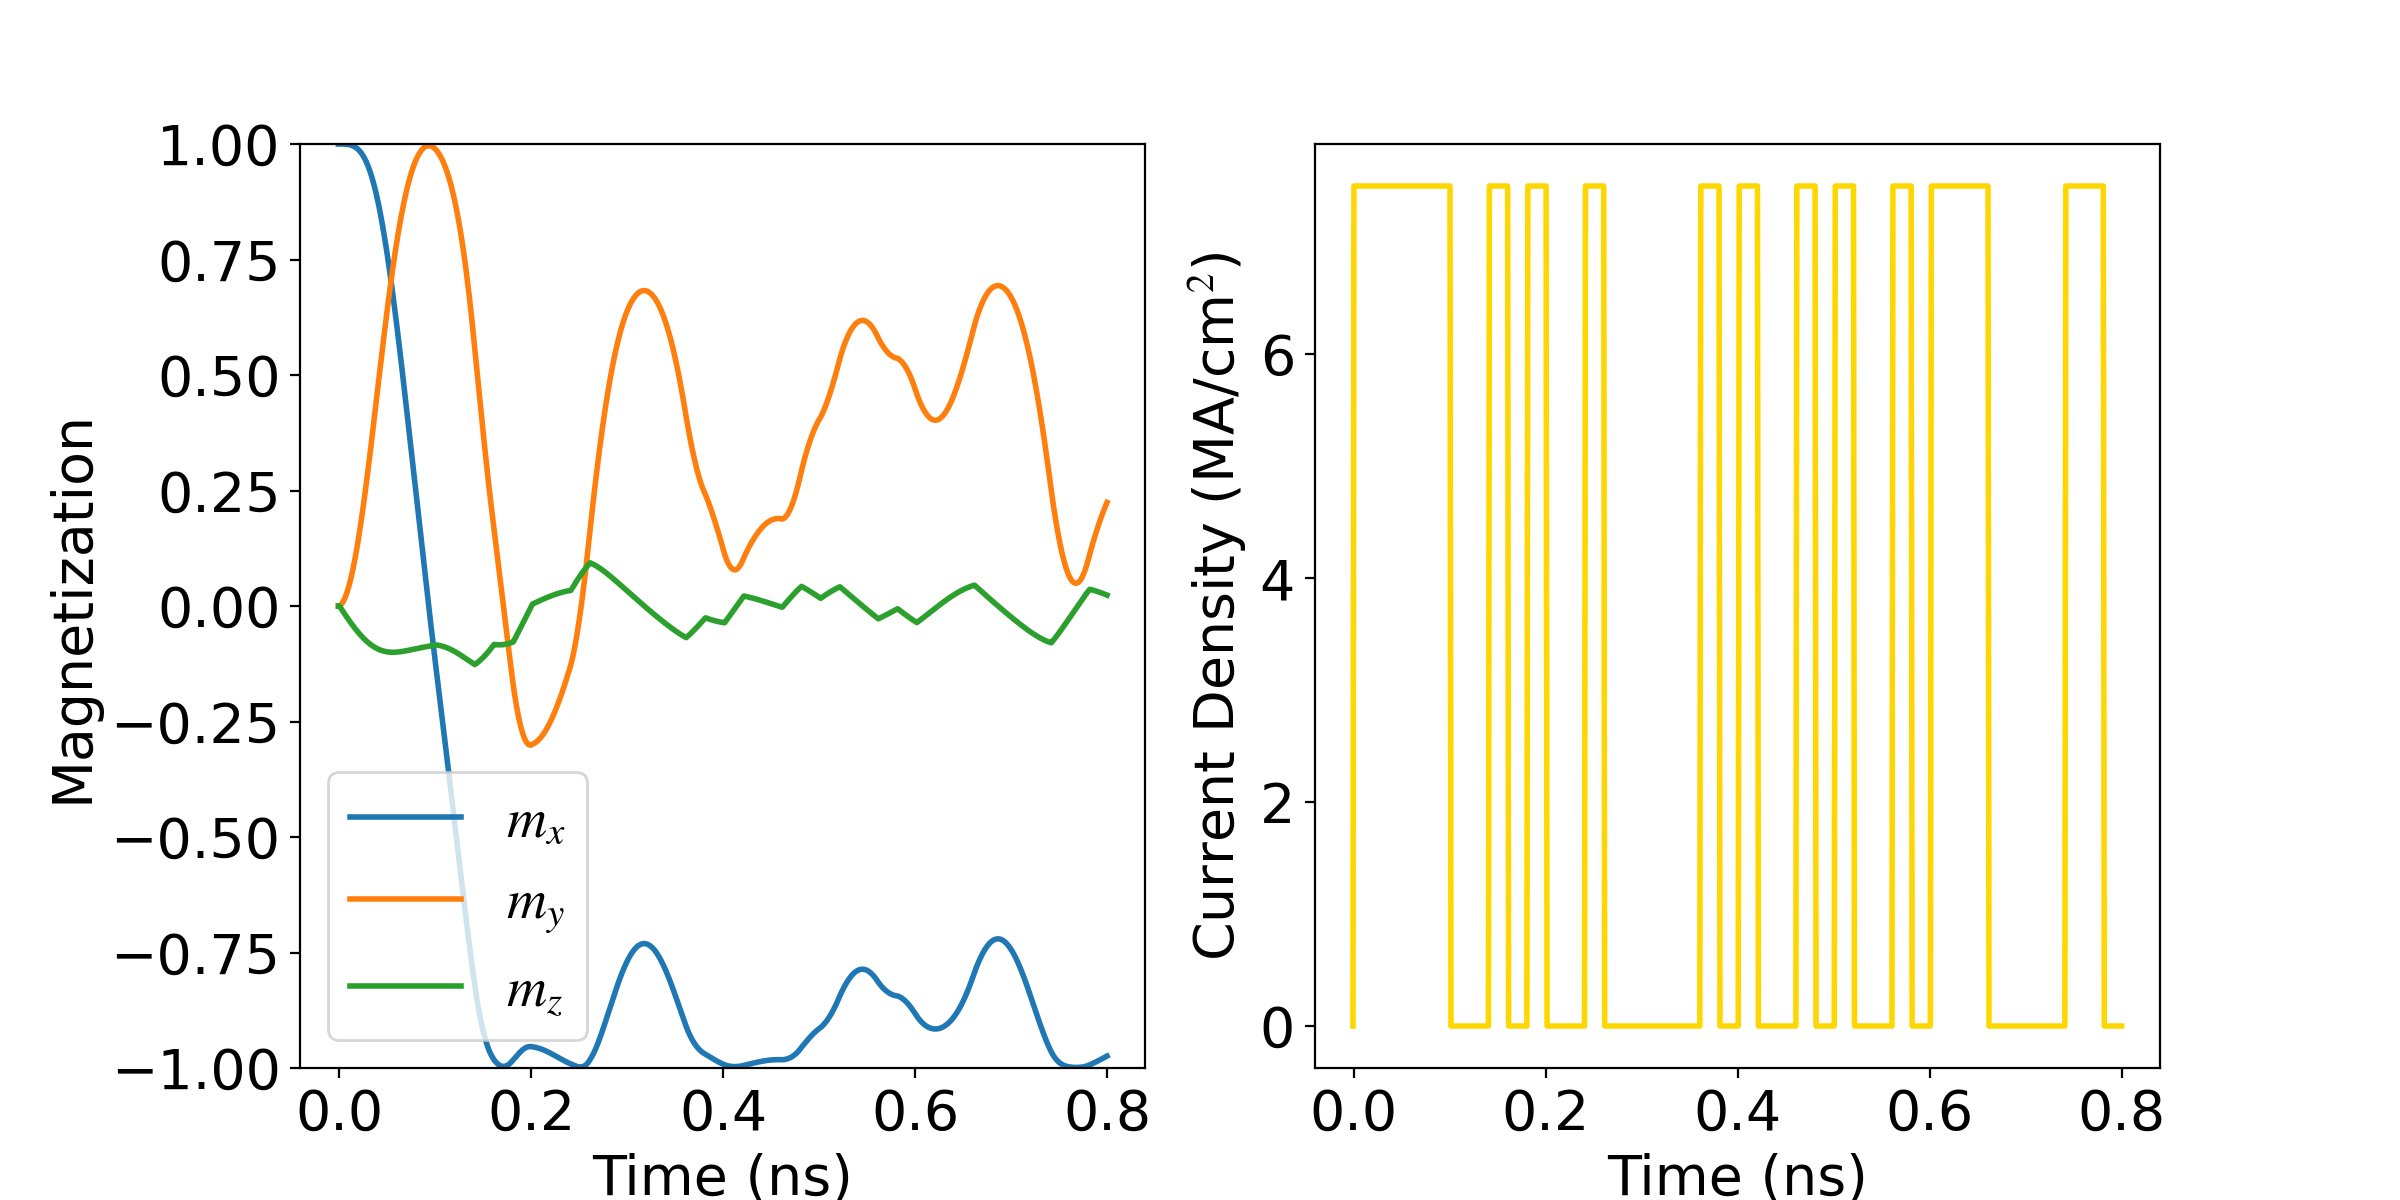 Magnetization
1.00
0.75
0.50
0.25
0.00
−0.25
−0.50
−0.75
−1.00
m_x
m_y
m_z
0.0 0.2 0.4 0.6 0.8
Time (ns)
Current Density (MA/cm²)
6
4
2
0
0.0 0.2 0.4 0.6 0.8
Time (ns)